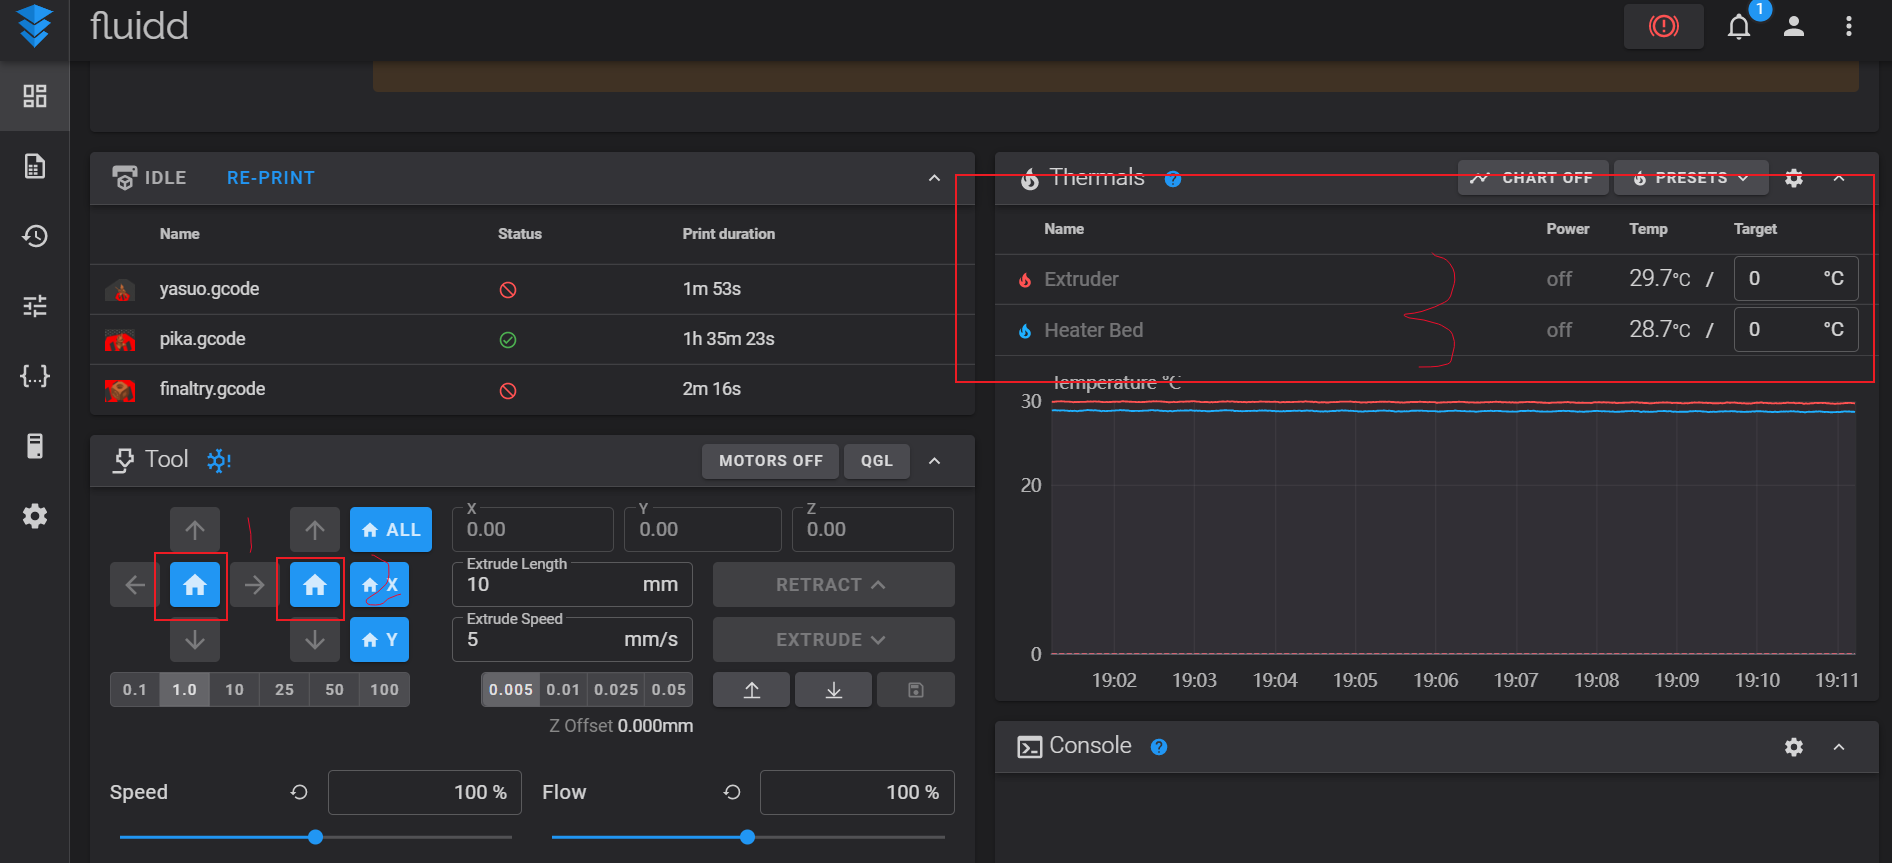 fluidd
1
IDLE RE-PRINT
Name Status Print duration
yasuo.gcode 1m 53s
pika.gcode 1h 35m 23s
finaltry.gcode 2m 16s
Tool MOTORS OFF QGL
ALL
X
Y
X 0.00 Y 0.00 Z 0.00
Extrude Length
10 mm
RETRACT
Extrude Speed
5 mm/s
EXTRUDE
0.1 1.0 10 25 50 100
0.005 0.01 0.025 0.05
Z Offset 0.000mm
Speed 100 % Flow 100 %
Thermals ? CHART OFF PRESETS
Name Power Temp Target
Extruder off 29.7°C / 0 °C
Heater Bed off 28.7°C / 0 °C
Temperature °C
30
20
0
19:02 19:03 19:04 19:05 19:06 19:07 19:08 19:09 19:10 19:11
Console ?